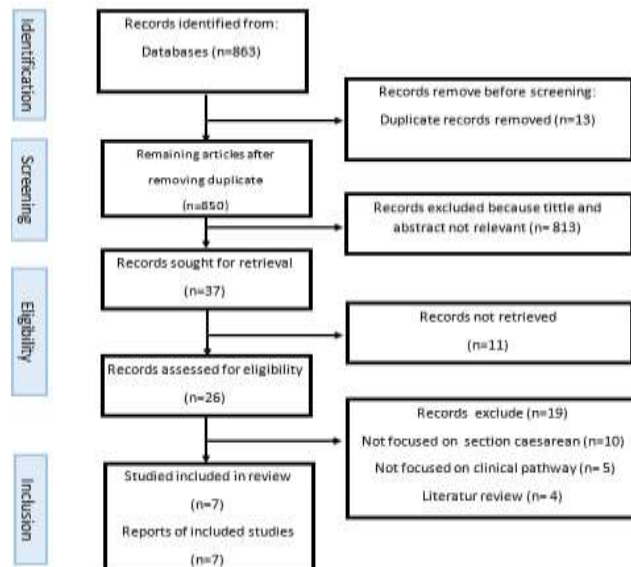 Identification
Records identified from:
Databases (n=863)
Records remove before screening:
Duplicate records removed (n=13)
Screening
Remaining articles after
removing duplicate
(n=850)
Records excluded because tittle and
abstract not relevant (n= 813)
Eligibility
Records sought for retrieval
(n=37)
Records not retrieved
(n=11)
Records assessed for eligibility
(n=26)
Records exclude (n=19)
Not focused on section caesarean (n=10)
Not focused on clinical pathway (n= 5)
Literatur review (n= 4)
Inclusion
Studied included in review
(n=7)
Reports of included studies
(n=7)